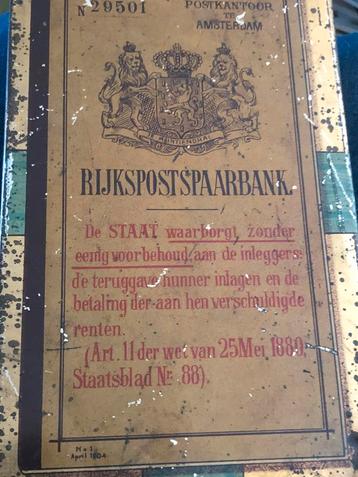 N 29501
POSTKANTOOR
TE
AMSTERDAM
JE MAINTIENDRAI
RIJKSPOSTSPAARBANK.
De STAAT waarborgt, zonder
eenig voorbehoud, aan de inleggers:
de teruggave hunner inlagen en de
betaling der aan hen verschuldigde
renten.
(Art. 11 der wet van 25 Mei 1880,
Staatsblad Nr. 88).
No 1
April 1904